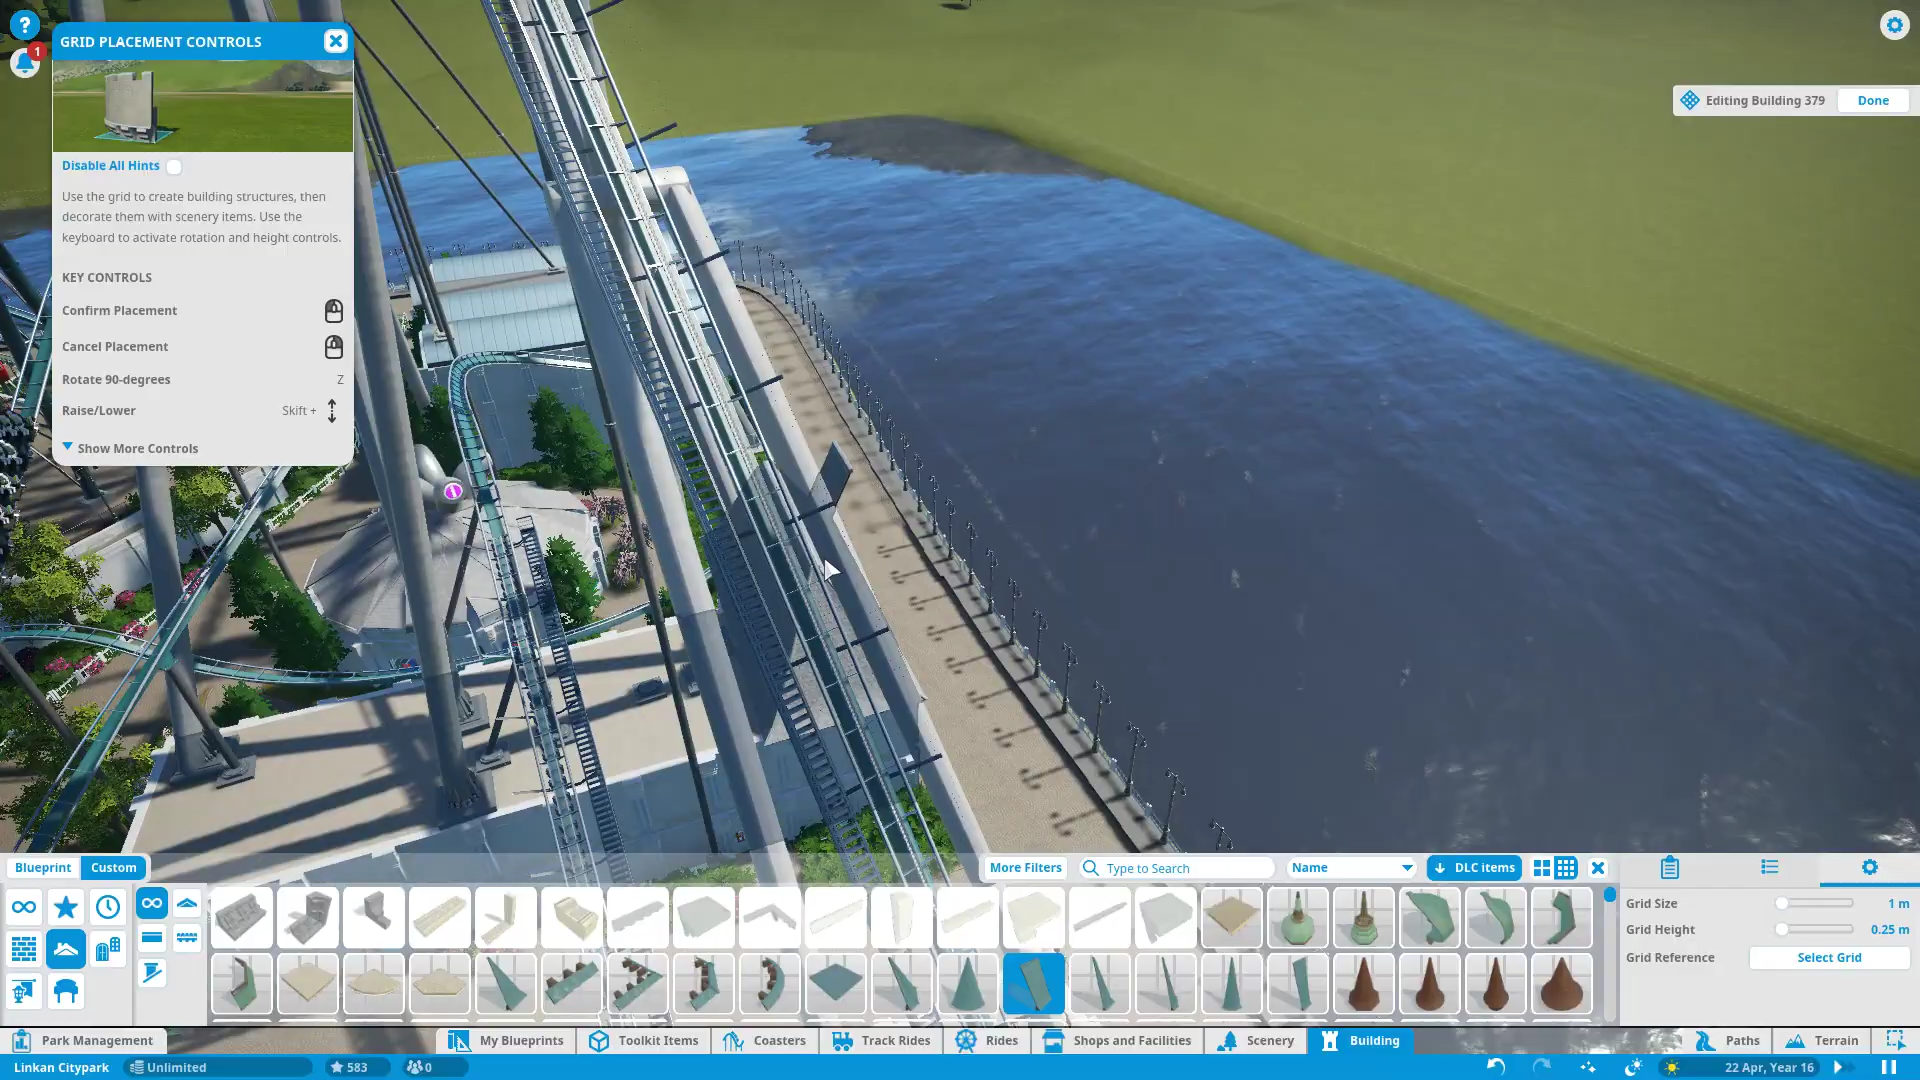 ?
1
GRID PLACEMENT CONTROLS
Editing Building 379
Done
Disable All Hints
Use the grid to create building structures, then
decorate them with scenery items. Use the
keyboard to activate rotation and height controls.
KEY CONTROLS
Confirm Placement
Cancel Placement
Rotate 90-degrees Z
Raise/Lower Skift +
Show More Controls
Blueprint Custom
More Filters Type to Search Name DLC items
Grid Size 1 m
Grid Height 0.25 m
Grid Reference Select Grid
Park Management My Blueprints Toolkit Items Coasters Track Rides Rides Shops and Facilities Scenery Building Paths Terrain
Linkan Citypark Unlimited 583 0 22 Apr, Year 16